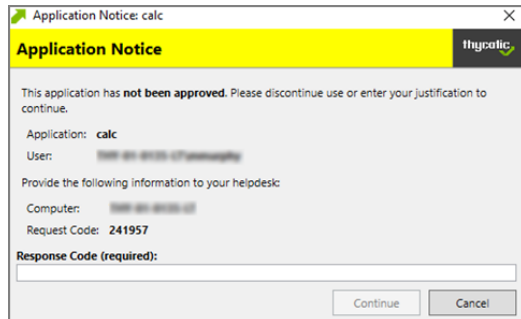 Application Notice: calc
Application Notice
thycotic
This application has not been approved. Please discontinue use or enter your justification to
continue.
Application: calc
User:
Provide the following information to your helpdesk:
Computer:
Request Code: 241957
Response Code (required):
Continue
Cancel